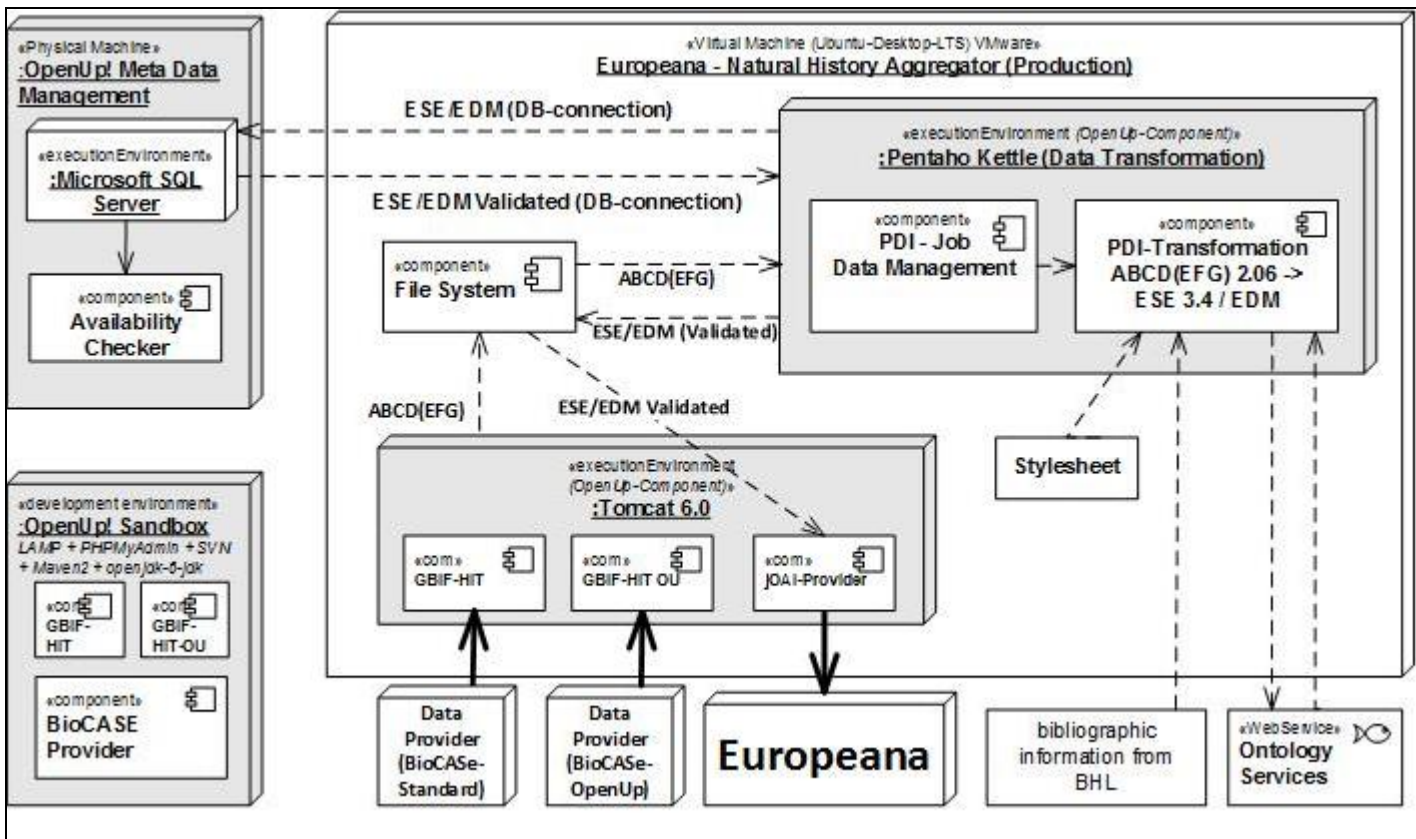 «Physical Machine»
:OpenUp! Meta Data
Management
«executionEnvironment»
:Microsoft SQL
Server
«component»
Availability
Checker
«development environment»
:OpenUp! Sandbox
LAMP + PHPMyAdmin + SVN
+ Maven2 + openjdk-6-jdk
«com
GBIF-
HIT
«com
GBIF-
HIT-OU
«component»
BioCASE
Provider
«Virtual Machine (Ubuntu-Desktop-LTS) VMware»
Europeana - Natural History Aggregator (Production)
ESE/EDM (DB-connection)
ESE/EDM Validated (DB-connection)
«executionEnvironment (OpenUp-Component)»
:Pentaho Kettle (Data Transformation)
«component»
PDI - Job
Data Management
«component»
PDI-Transformation
ABCD(EFG) 2.06 ->
ESE 3.4 / EDM
«component»
File System
ABCD(EFG)
ESE/EDM (Validated)
ABCD(EFG)
ESE/EDM Validated
Stylesheet
«executionEnvironment
(OpenUp-Component)»
:Tomcat 6.0
«com»
GBIF-HIT
«com»
GBIF-HIT OU
«com»
jOAI-Provider
Data
Provider
(BioCASe-
Standard)
Data
Provider
(BioCASe-
OpenUp)
Europeana
bibliographic
information from
BHL
«WebService»
Ontology
Services